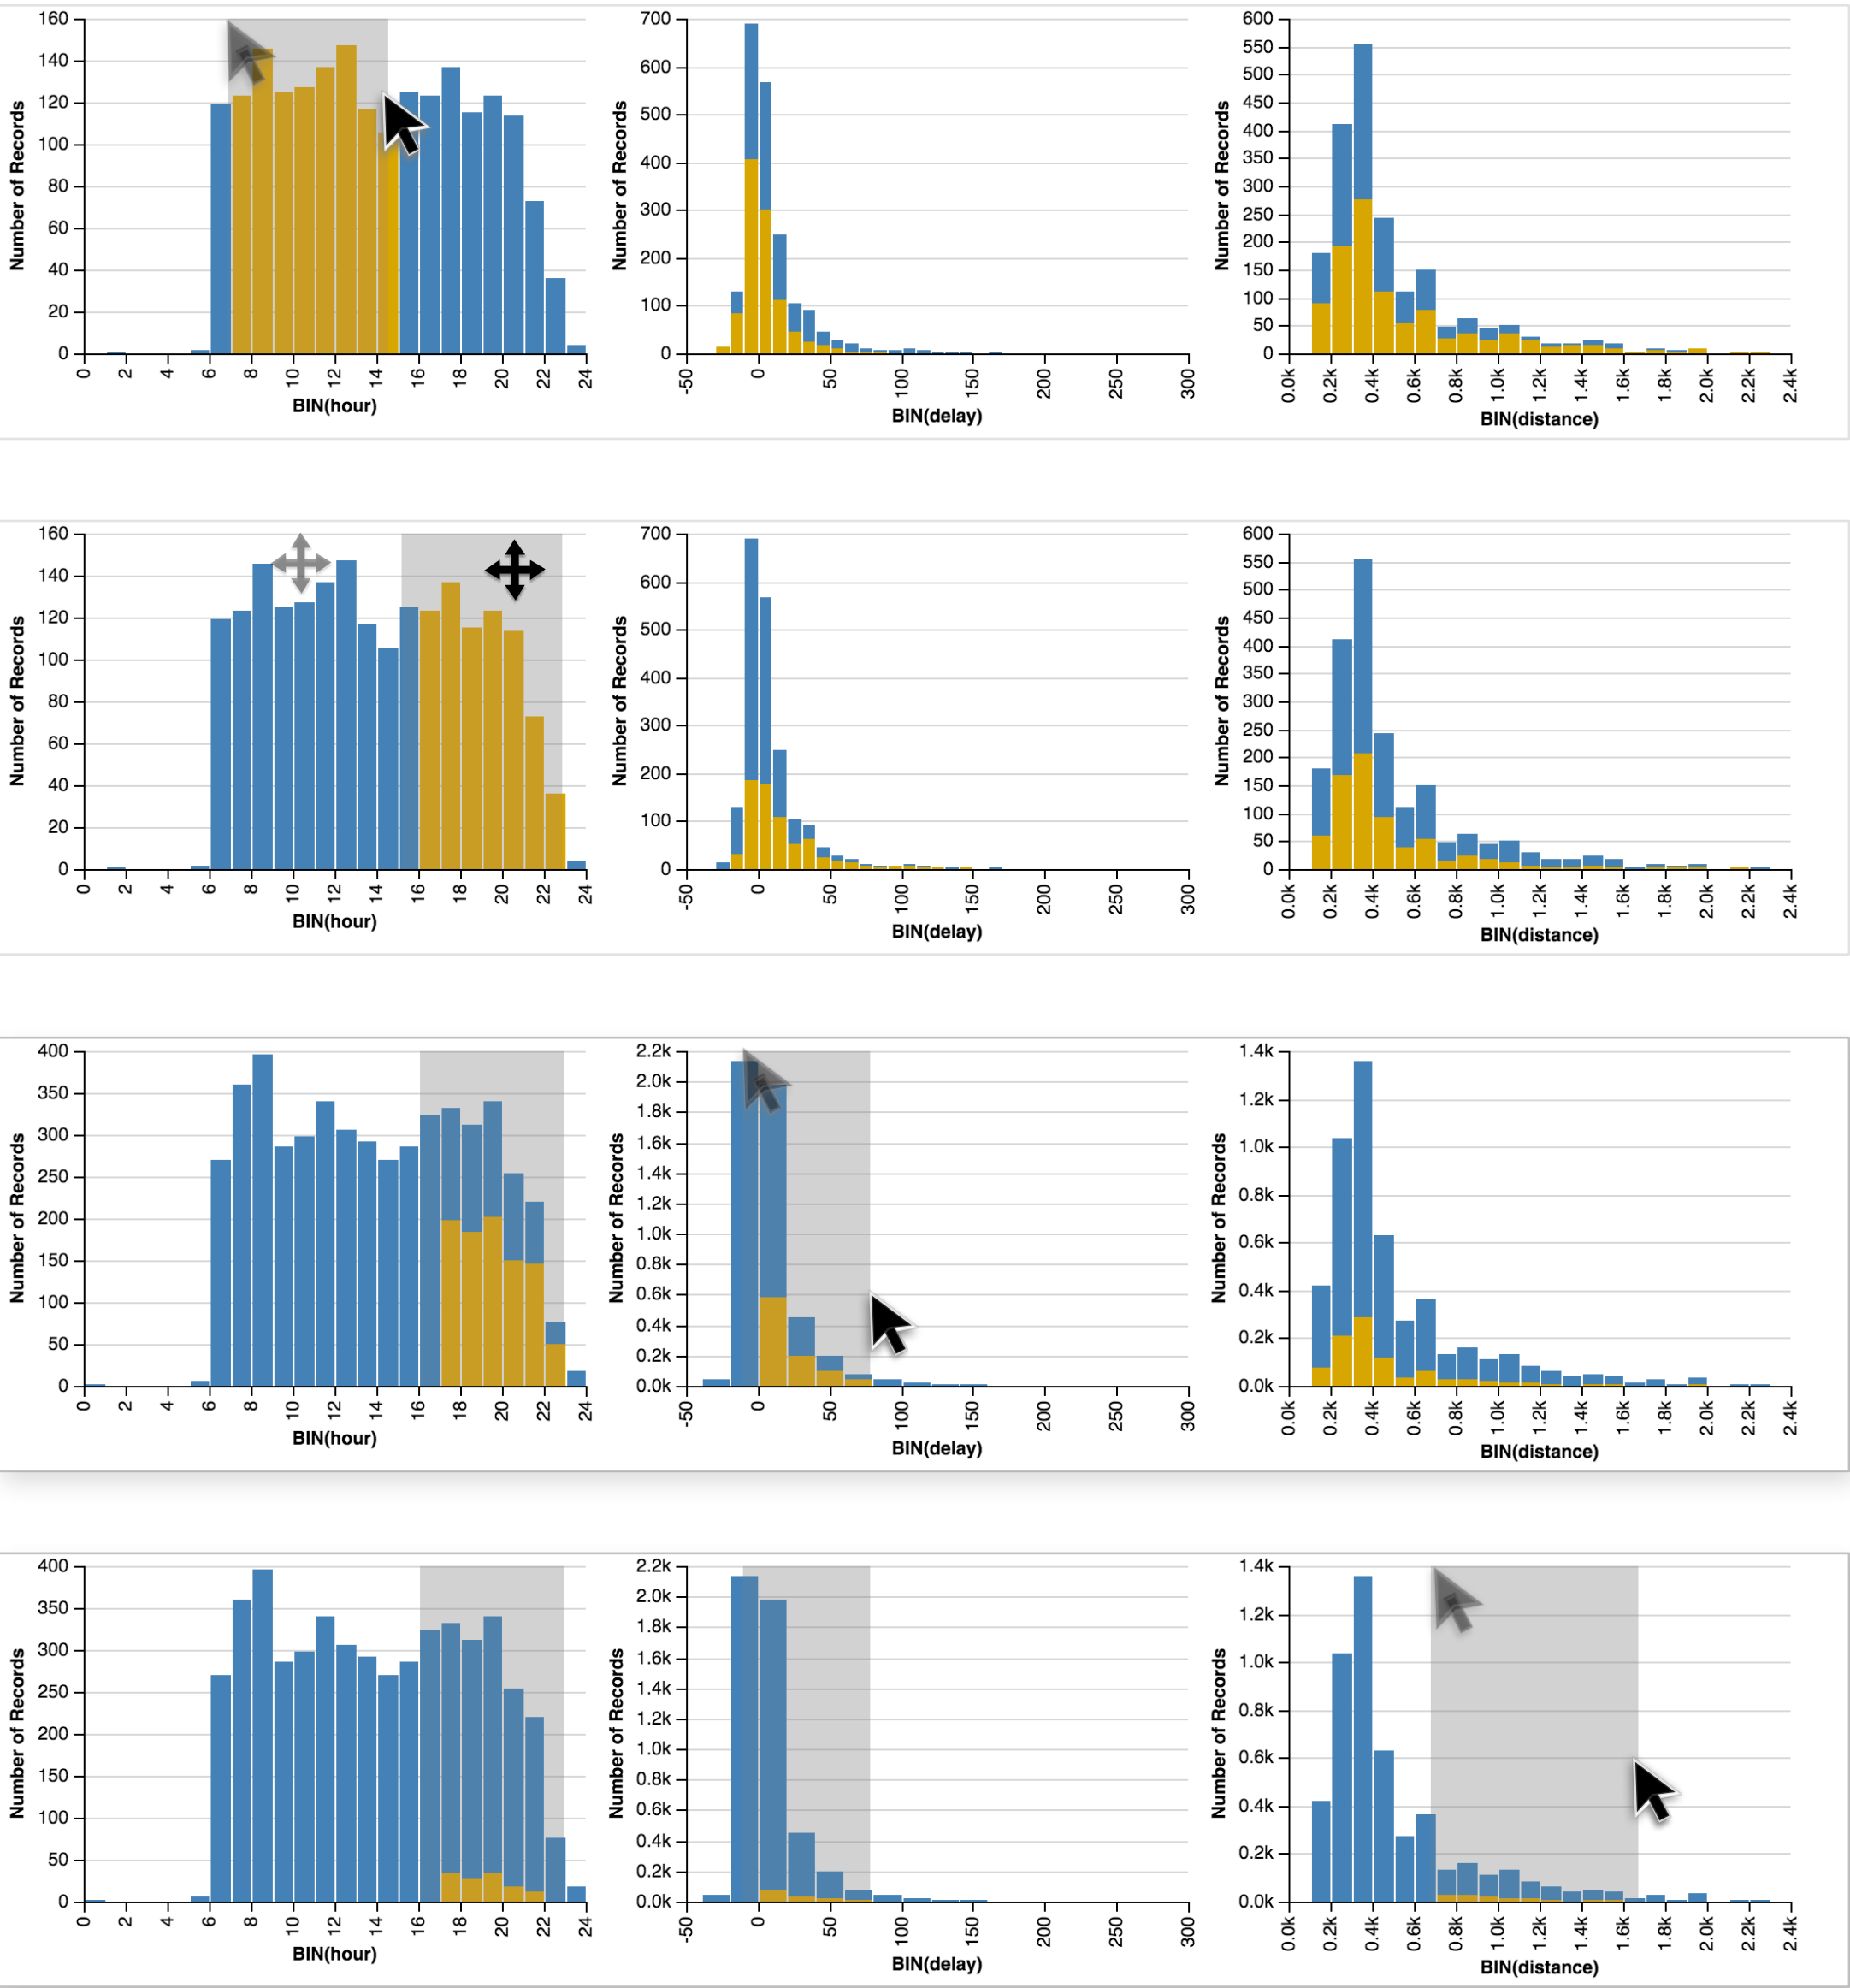 Number of Records
160
140
120
100
80
60
40
20
0
0 2 4 6 8 10 12 14 16 18 20 22 24
BIN(hour)
Number of Records
700
600
500
400
300
200
100
0
-50 0 50 100 150 200 250 300
BIN(delay)
Number of Records
600
550
500
450
400
350
300
250
200
150
100
50
0
0.0k 0.2k 0.4k 0.6k 0.8k 1.0k 1.2k 1.4k 1.6k 1.8k 2.0k 2.2k 2.4k
BIN(distance)
Number of Records
160
140
120
100
80
60
40
20
0
0 2 4 6 8 10 12 14 16 18 20 22 24
BIN(hour)
Number of Records
700
600
500
400
300
200
100
0
-50 0 50 100 150 200 250 300
BIN(delay)
Number of Records
600
550
500
450
400
350
300
250
200
150
100
50
0
0.0k 0.2k 0.4k 0.6k 0.8k 1.0k 1.2k 1.4k 1.6k 1.8k 2.0k 2.2k 2.4k
BIN(distance)
Number of Records
400
350
300
250
200
150
100
50
0
0 2 4 6 8 10 12 14 16 18 20 22 24
BIN(hour)
Number of Records
2.2k
2.0k
1.8k
1.6k
1.4k
1.2k
1.0k
0.8k
0.6k
0.4k
0.2k
0.0k
-50 0 50 100 150 200 250 300
BIN(delay)
Number of Records
1.4k
1.2k
1.0k
0.8k
0.6k
0.4k
0.2k
0.0k
0.0k 0.2k 0.4k 0.6k 0.8k 1.0k 1.2k 1.4k 1.6k 1.8k 2.0k 2.2k 2.4k
BIN(distance)
Number of Records
400
350
300
250
200
150
100
50
0
0 2 4 6 8 10 12 14 16 18 20 22 24
BIN(hour)
Number of Records
2.2k
2.0k
1.8k
1.6k
1.4k
1.2k
1.0k
0.8k
0.6k
0.4k
0.2k
0.0k
-50 0 50 100 150 200 250 300
BIN(delay)
Number of Records
1.4k
1.2k
1.0k
0.8k
0.6k
0.4k
0.2k
0.0k
0.0k 0.2k 0.4k 0.6k 0.8k 1.0k 1.2k 1.4k 1.6k 1.8k 2.0k 2.2k 2.4k
BIN(distance)